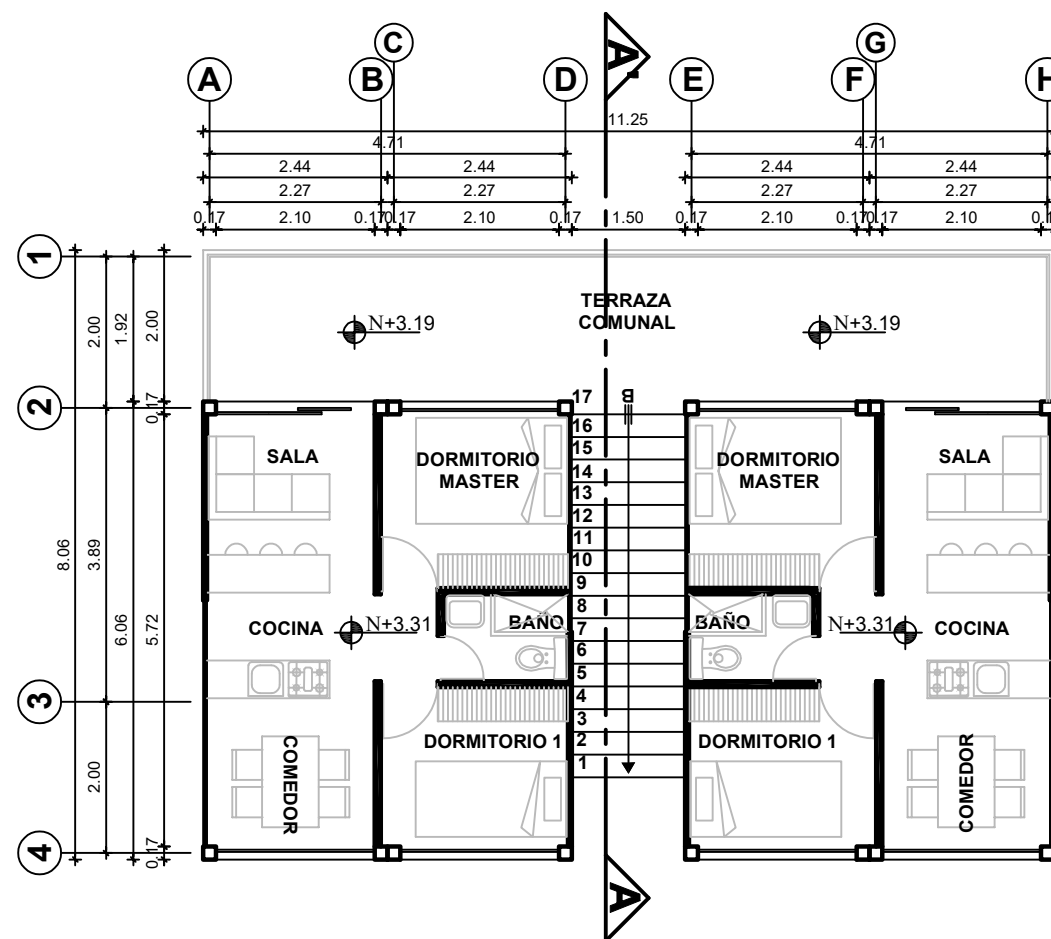 C
G
A
B
D
E
F
H
A'
11.25
4.71
4.71
2.44
2.44
2.44
2.44
2.27
2.27
2.27
2.27
0.17
2.10
0.17
0.17
2.10
0.17
1.50
0.17
2.10
0.17
0.17
2.10
1
2
3
4
8.06
2.00
3.89
2.00
1.92
6.06
2.00
0.17
5.72
0.17
TERRAZA
COMUNAL
N+3.19
N+3.19
17
B
16
15
14
13
12
11
10
9
8
7
6
5
4
3
2
1
SALA
DORMITORIO
MASTER
DORMITORIO
MASTER
SALA
COCINA
N+3.31
BAÑO
BAÑO
N+3.31
COCINA
COMEDOR
DORMITORIO 1
DORMITORIO 1
COMEDOR
A